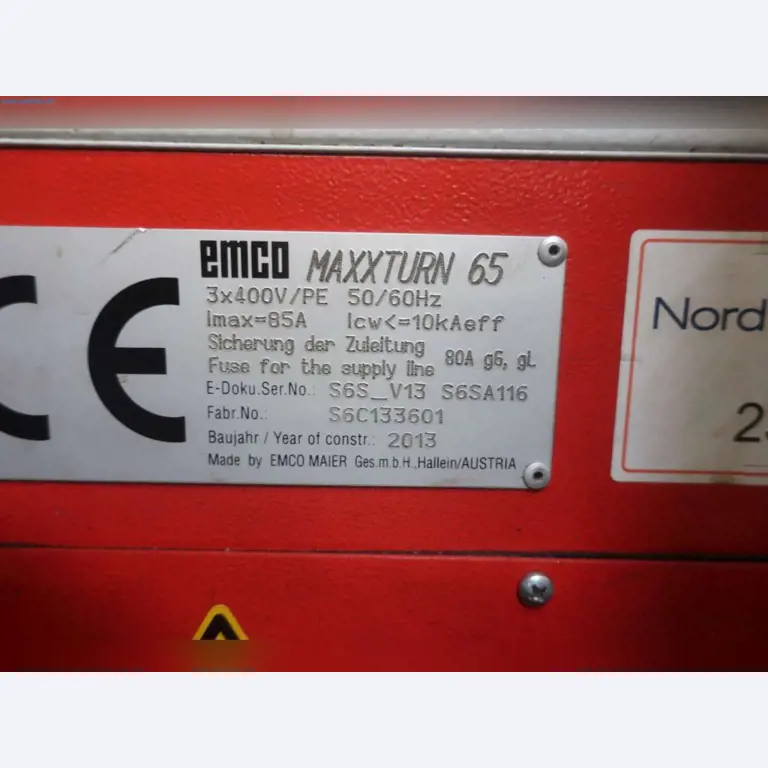 CE
emco MAXXTURN 65
3x400V/PE 50/60Hz
Imax=85A Icw<=10kAeff
Sicherung der Zuleitung
Fuse for the supply line 80A gG, gL
E-Doku.Ser.No.: S6S_V13 S6SA116
Fabr.No.: S6C133601
Baujahr / Year of constr.: 2013
Made by EMCO MAIER Ges.m.b.H.,Hallein/AUSTRIA
Nord